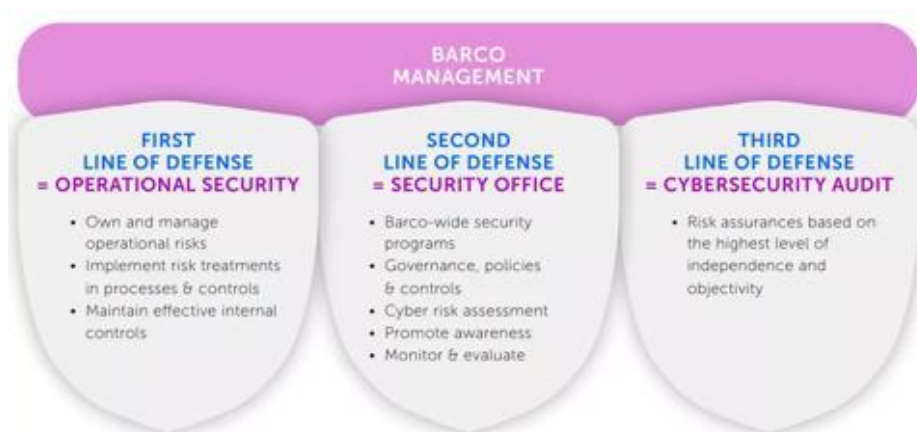 BARCO
MANAGEMENT
FIRST
LINE OF DEFENSE
= OPERATIONAL SECURITY
• Own and manage
operational risks
• Implement risk treatments
in processes & controls
• Maintain effective internal
controls
SECOND
LINE OF DEFENSE
= SECURITY OFFICE
• Barco-wide security
programs
• Governance, policies
& controls
• Cyber risk assessment
• Promote awareness
• Monitor & evaluate
THIRD
LINE OF DEFENSE
= CYBERSECURITY AUDIT
• Risk assurances based on
the highest level of
independence and
objectivity